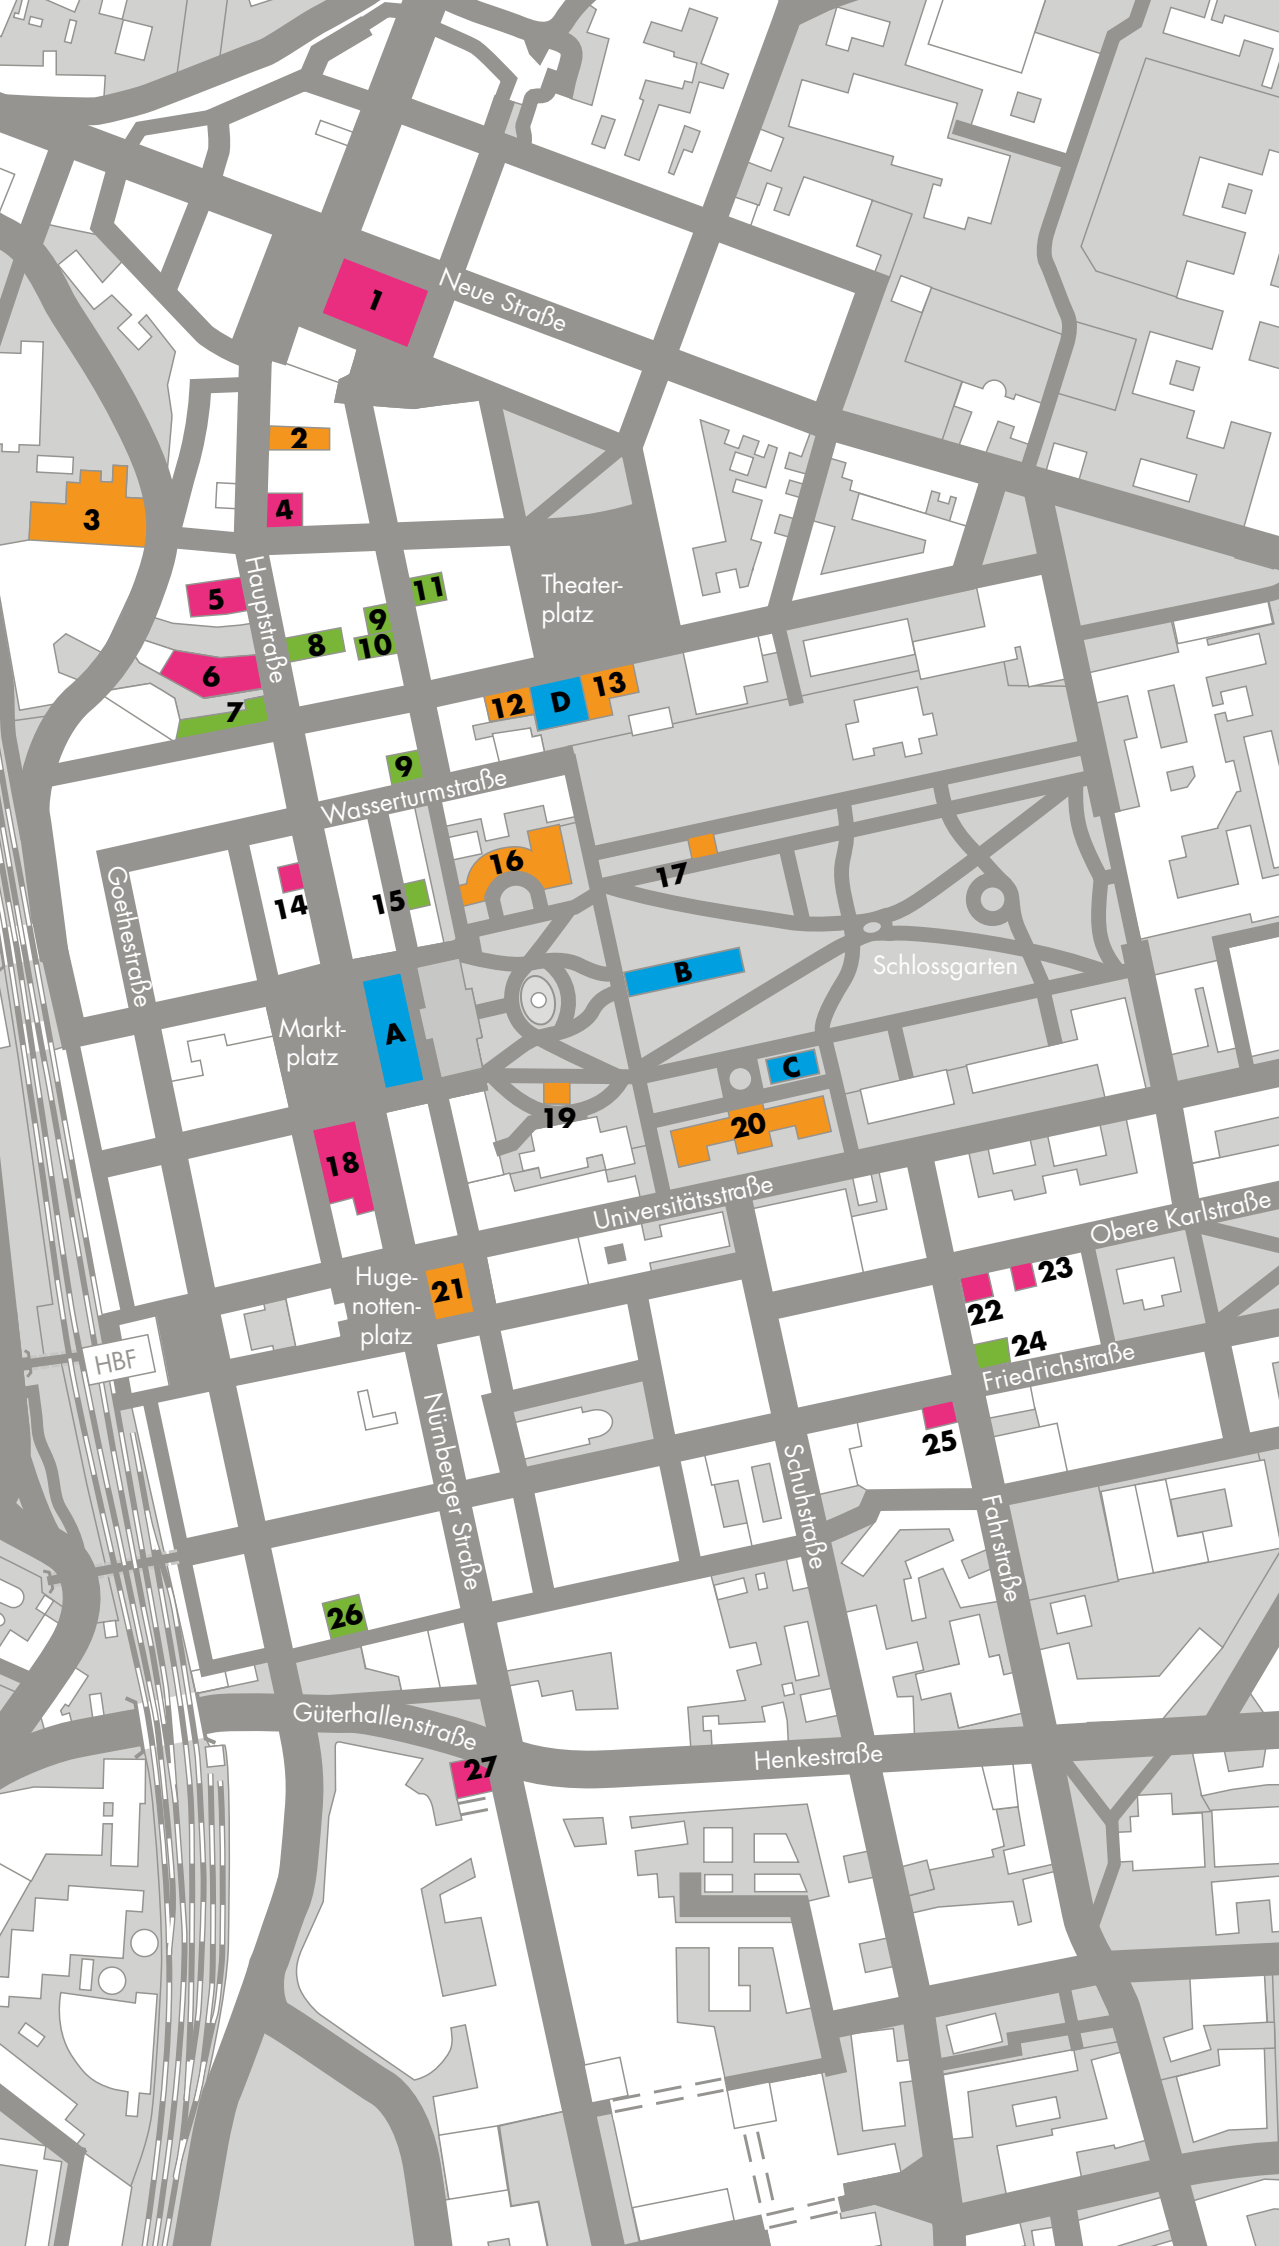 1
Neue Straße
2
3
4
Hauptstraße
5
11
Theater-
platz
9
8
10
6
7
12
D
13
9
Wasserturmstraße
16
17
14
15
Goethestraße
B
Schlossgarten
Markt-
platz
A
C
19
20
18
Universitätsstraße
Obere Karlstraße
Huge-
notten-
platz
21
22
23
24
Friedrichstraße
HBF
25
Nürnberger Straße
Schuhstraße
Fahrstraße
26
Güterhallenstraße
Henkestraße
27